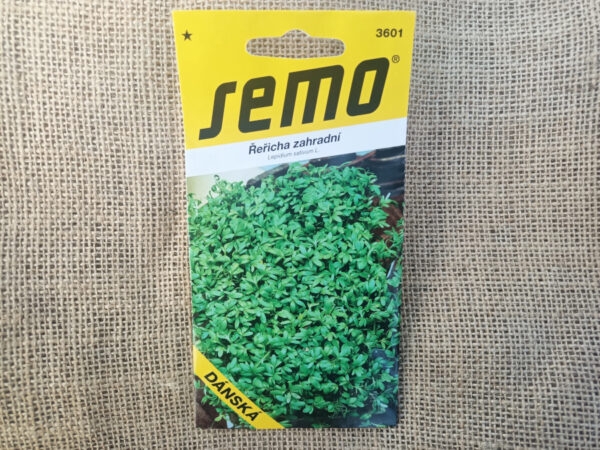 ★ 3601
semo®
Řeřicha zahradní
Lepidium sativum L.
DÁNSKÁ